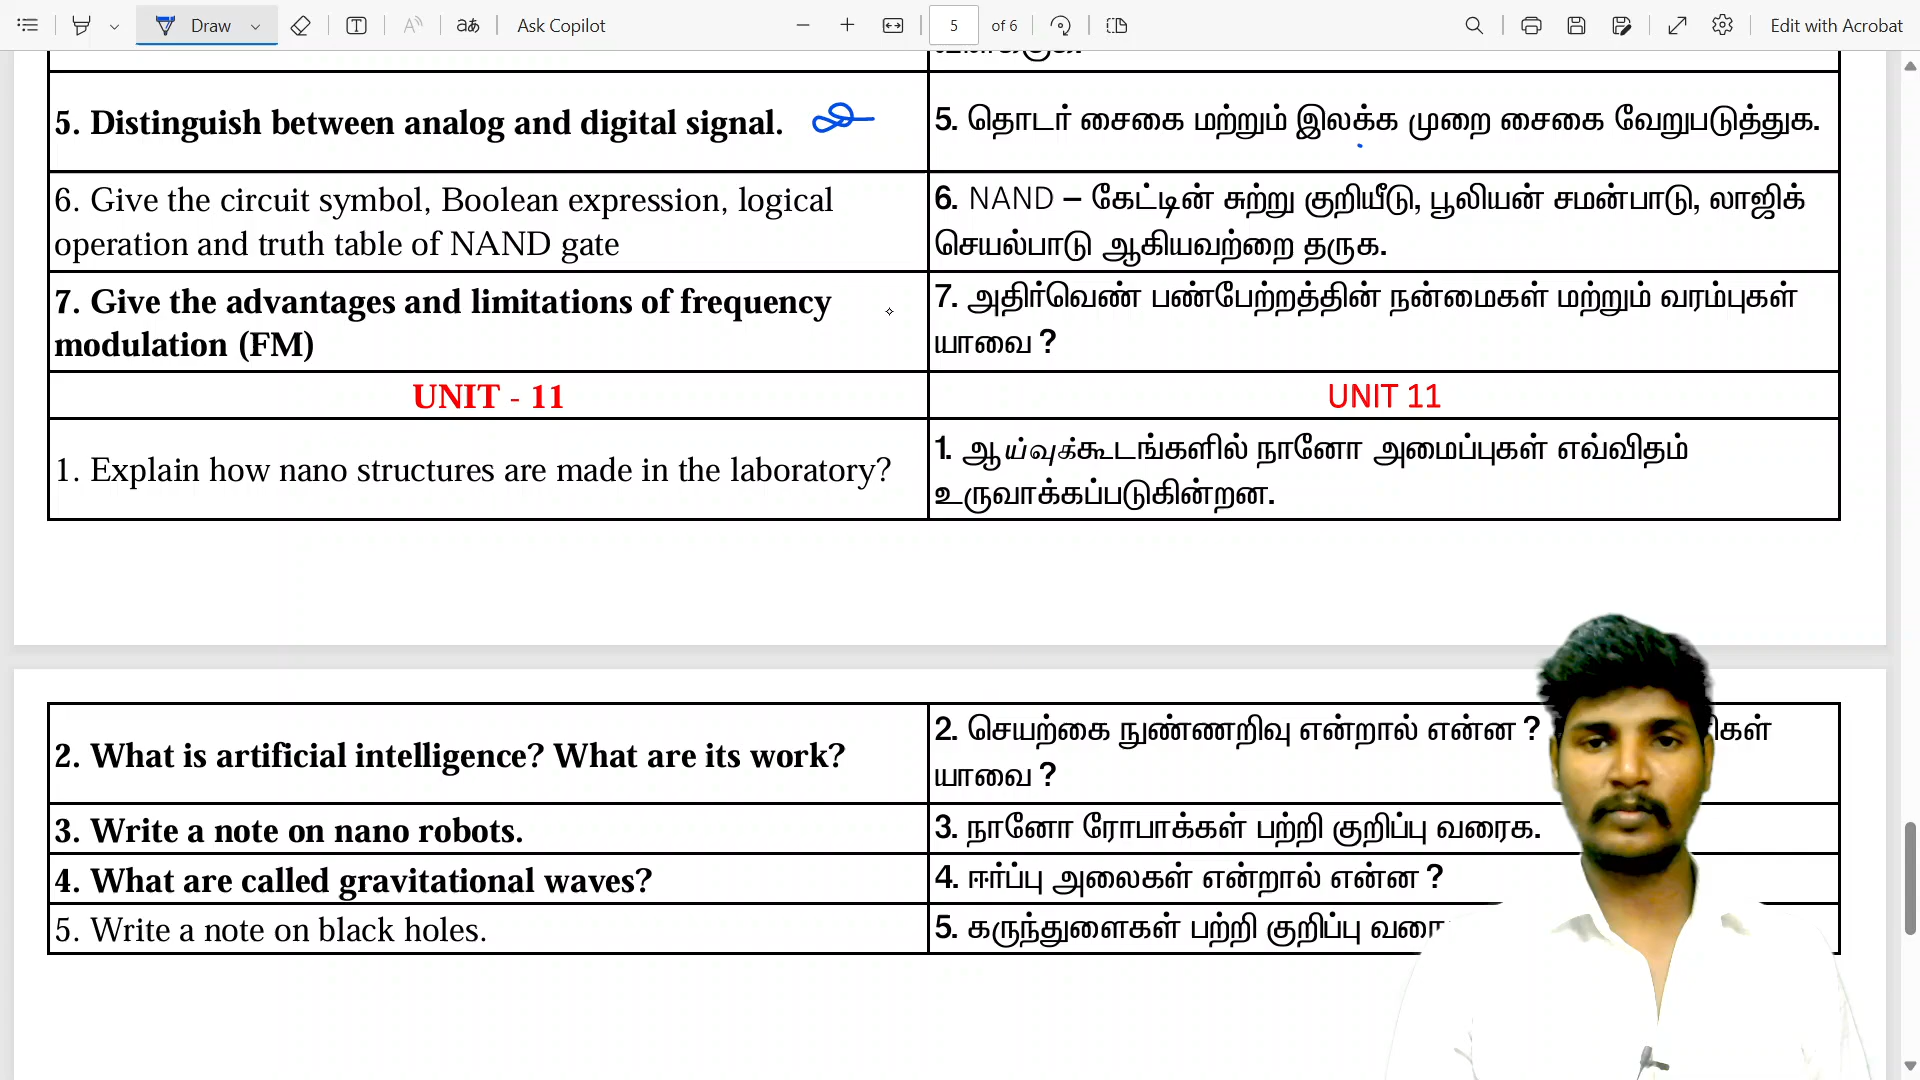 Draw
Ask Copilot
5 of 6
Edit with Acrobat
5. Distinguish between analog and digital signal.
5. தொடர் சைகை மற்றும் இலக்க முறை சைகை வேறுபடுத்துக.
6. Give the circuit symbol, Boolean expression, logical
operation and truth table of NAND gate
6. NAND – கேட்டின் சுற்று குறியீடு, பூலியன் சமன்பாடு, லாஜிக்
செயல்பாடு ஆகியவற்றை தருக.
7. Give the advantages and limitations of frequency
modulation (FM)
7. அதிர்வெண் பண்பேற்றத்தின் நன்மைகள் மற்றும் வரம்புகள்
யாவை ?
UNIT - 11
UNIT 11
1. Explain how nano structures are made in the laboratory?
1. ஆய்வுக்கூடங்களில் நானோ அமைப்புகள் எவ்விதம்
உருவாக்கப்படுகின்றன.
2. What is artificial intelligence? What are its work?
2. செயற்கை நுண்ணறிவு என்றால் என்ன ?
யாவை ?
3. Write a note on nano robots.
3. நானோ ரோபாக்கள் பற்றி குறிப்பு வரைக.
4. What are called gravitational waves?
4. ஈர்ப்பு அலைகள் என்றால் என்ன ?
5. Write a note on black holes.
5. கருந்துளைகள் பற்றி குறிப்பு